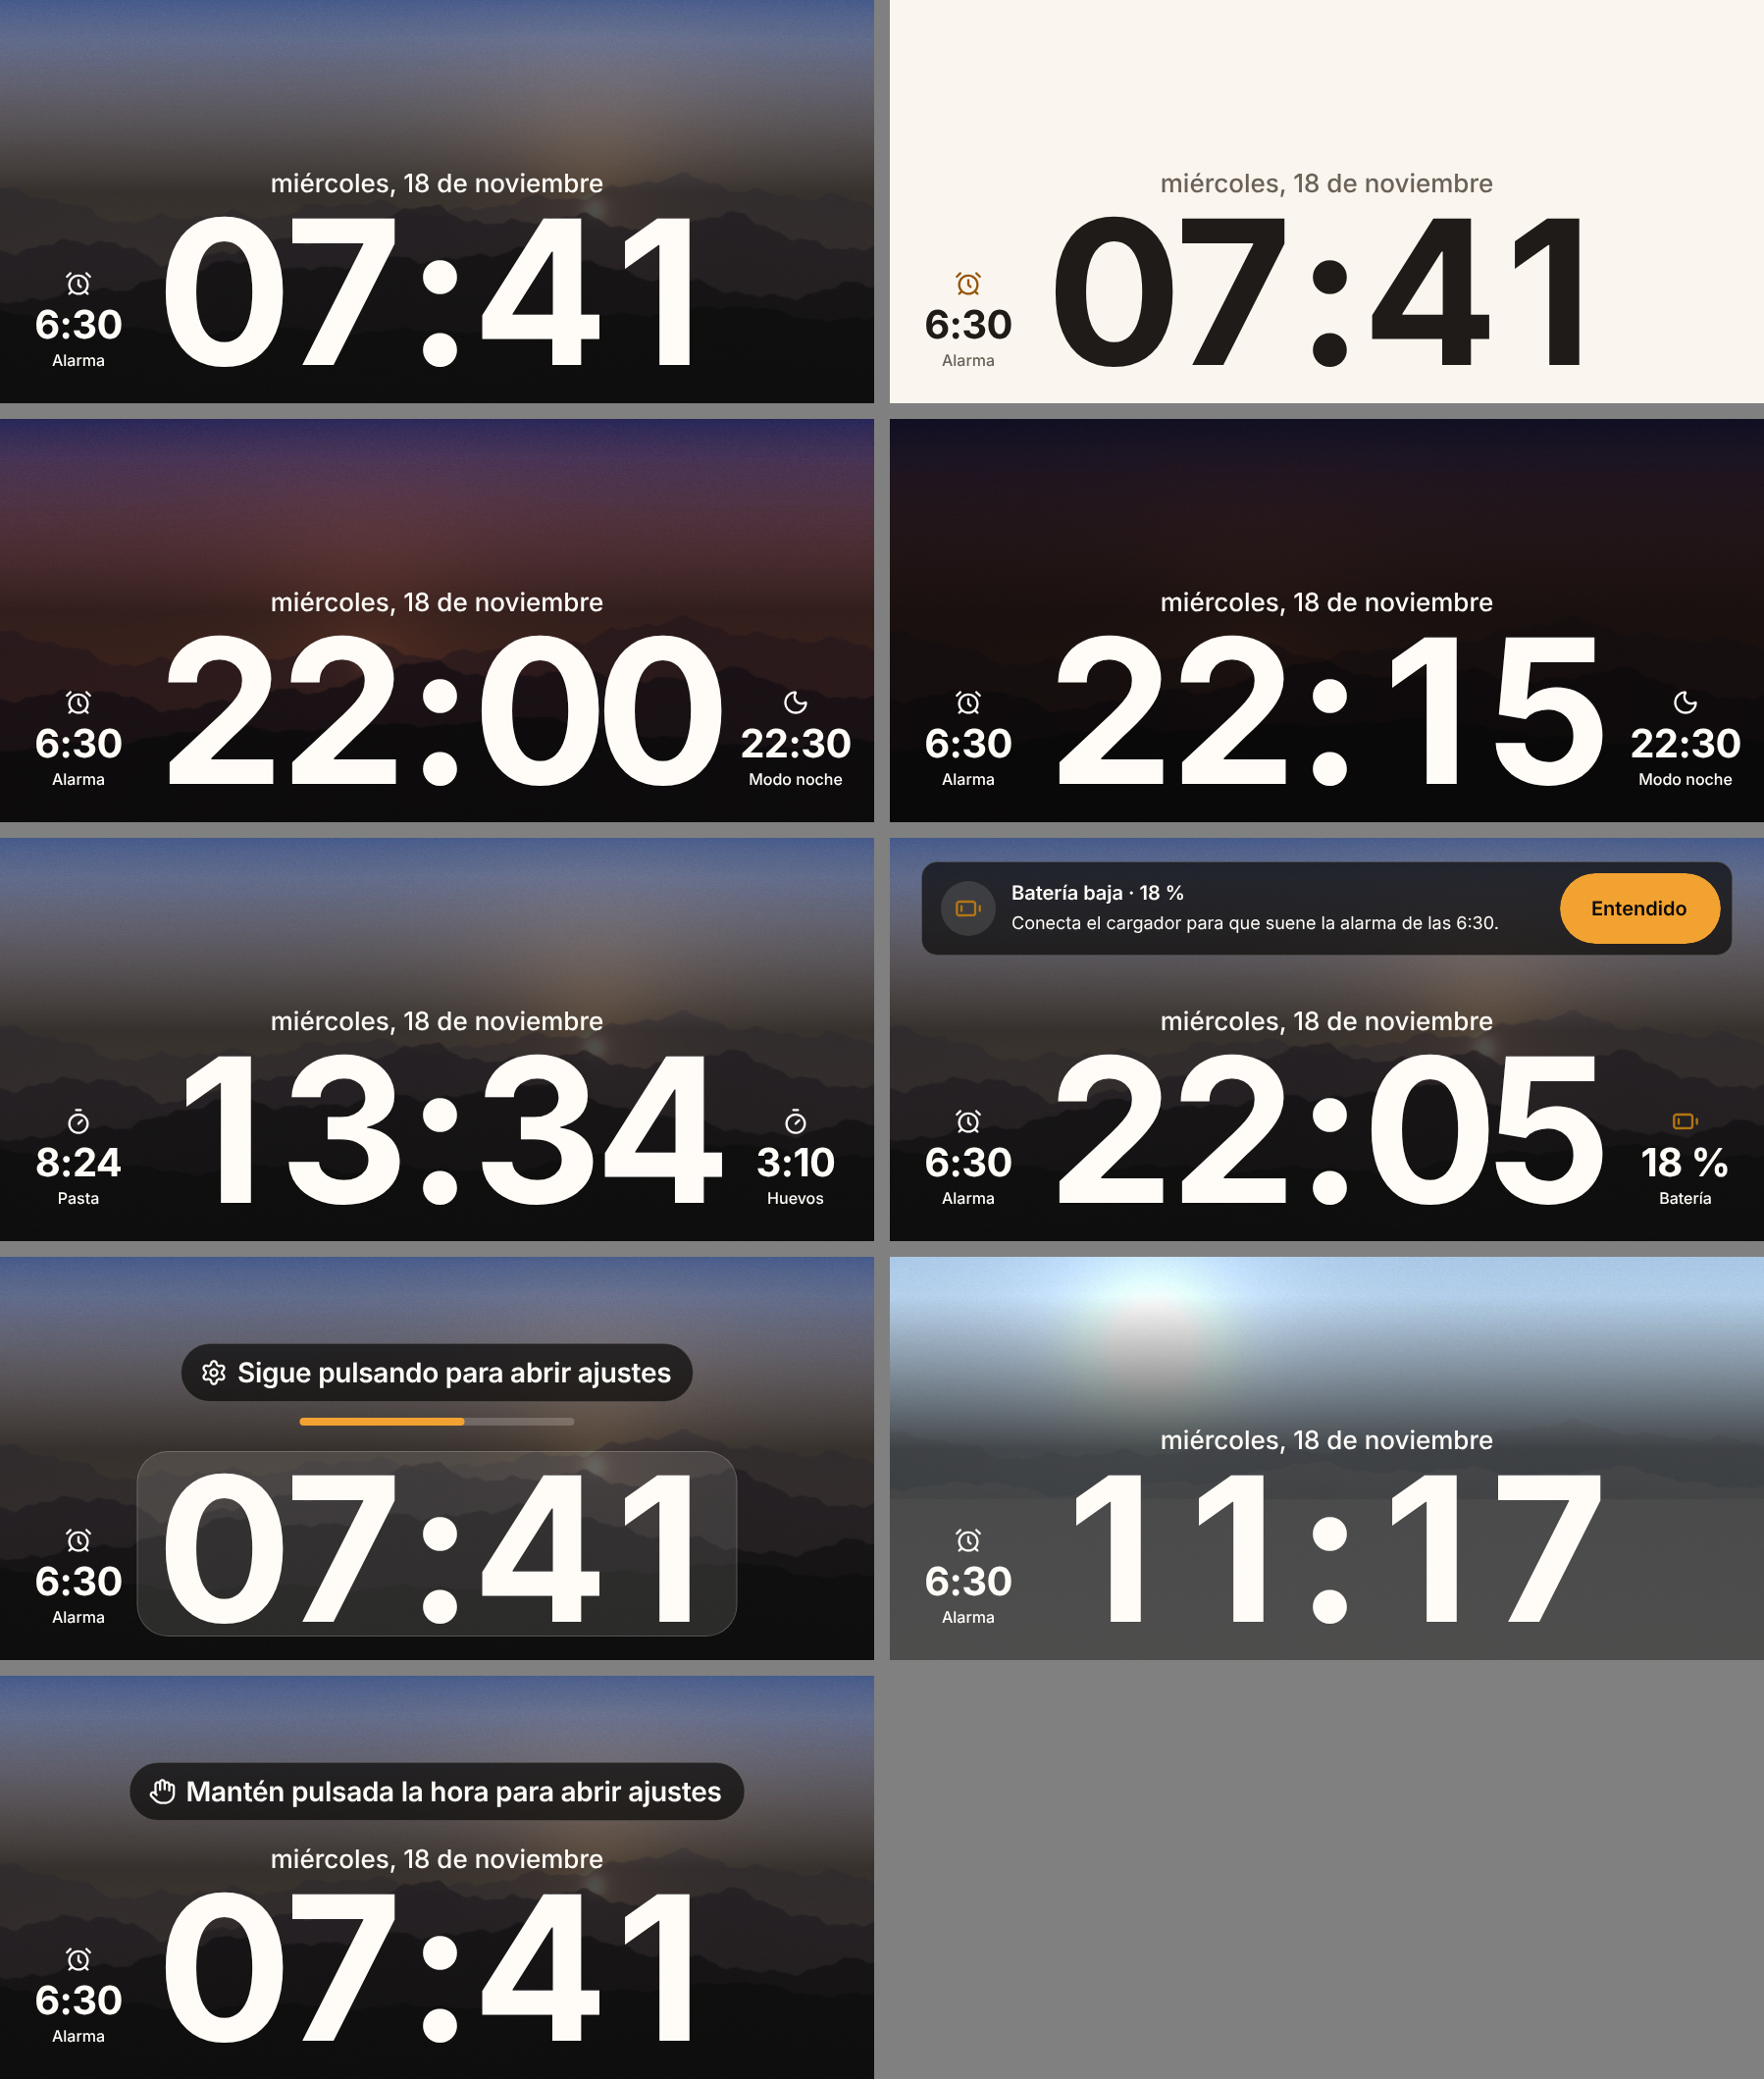 miércoles, 18 de noviembre
07:41
6:30
Alarma
miércoles, 18 de noviembre
07:41
6:30
Alarma
miércoles, 18 de noviembre
22:00
6:30
Alarma
22:30
Modo noche
miércoles, 18 de noviembre
22:15
6:30
Alarma
22:30
Modo noche
miércoles, 18 de noviembre
13:34
8:24
Pasta
3:10
Huevos
Batería baja · 18 %
Conecta el cargador para que suene la alarma de las 6:30.
Entendido
miércoles, 18 de noviembre
22:05
6:30
Alarma
18 %
Batería
Sigue pulsando para abrir ajustes
07:41
6:30
Alarma
miércoles, 18 de noviembre
11:17
6:30
Alarma
Mantén pulsada la hora para abrir ajustes
miércoles, 18 de noviembre
07:41
6:30
Alarma